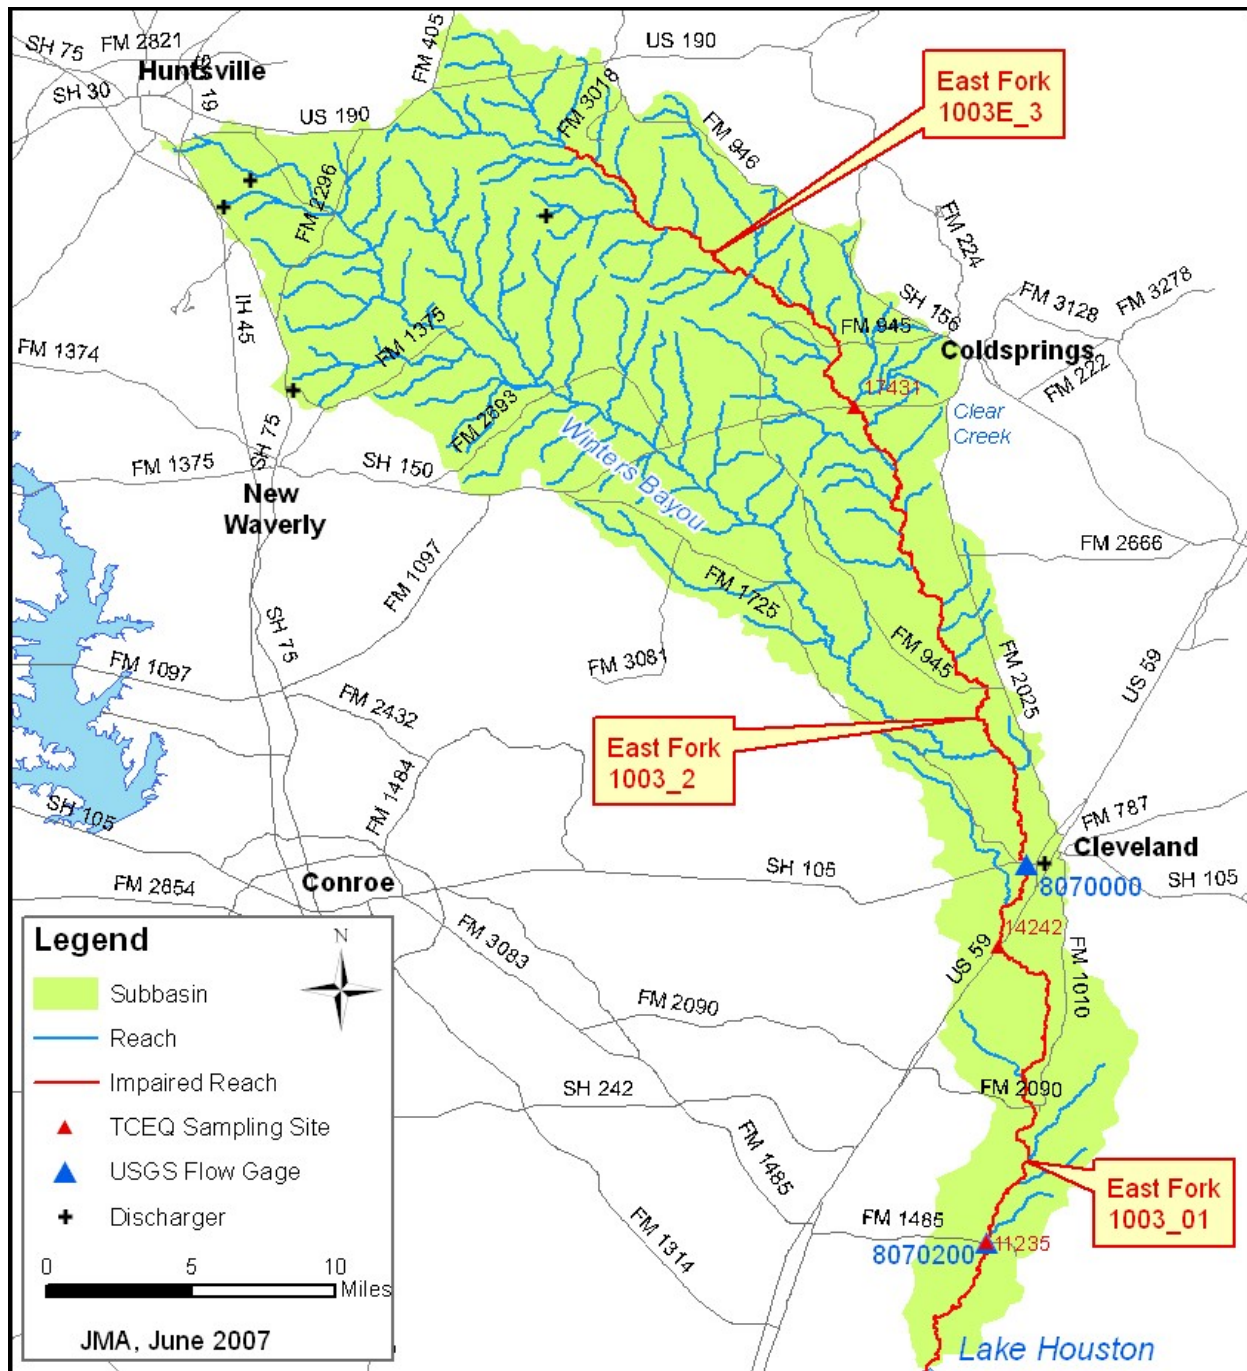 SH 75
FM 2821
FM 405
US 190
Huntsville
19
SH 30
US 190
FM 3018
East Fork
1003E_3
FM 946
FM 2296
FM 224
IH 45
SH 156
FM 3128
FM 3278
FM 1374
FM 1375
FM 945
Coldsprings
FM 222
17431
Clear
Creek
FM 2693
Winters Bayou
SH 75
FM 1375
SH 150
New
Waverly
FM 1097
FM 2666
FM 1725
SH 75
FM 3081
FM 945
FM 2025
US 59
FM 1097
FM 2432
East Fork
1003_2
FM 1484
SH 105
FM 787
Cleveland
Conroe
SH 105
8070000
SH 105
FM 2854
14242
FM 3083
US 59
FM 1010
FM 2090
FM 2090
SH 242
FM 1485
East Fork
1003_01
FM 1485
11235
8070200
FM 1314
Lake Houston
Legend
N
Subbasin
Reach
Impaired Reach
TCEQ Sampling Site
USGS Flow Gage
Discharger
0 5 10
Miles
JMA, June 2007